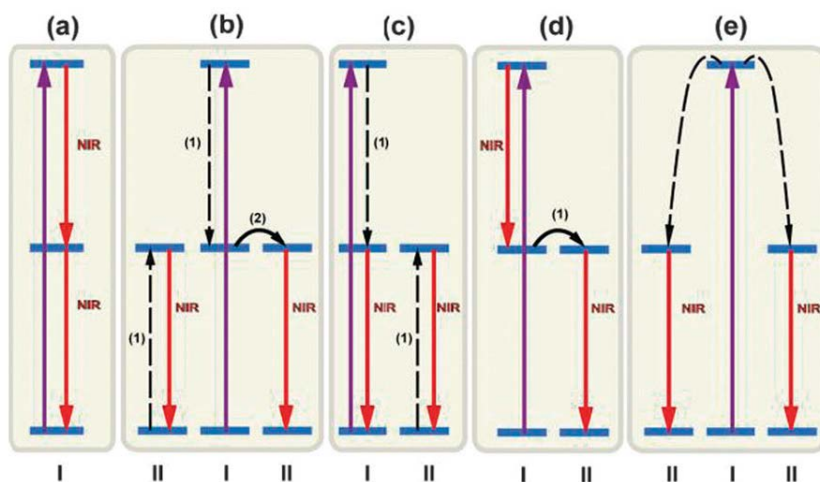 (a) (b) (c) (d) (e)
NIR (1) (1) NIR
(2) (1)
NIR NIR NIR NIR NIR NIR NIR NIR
(1) (1)
I II I II I II I II II I II